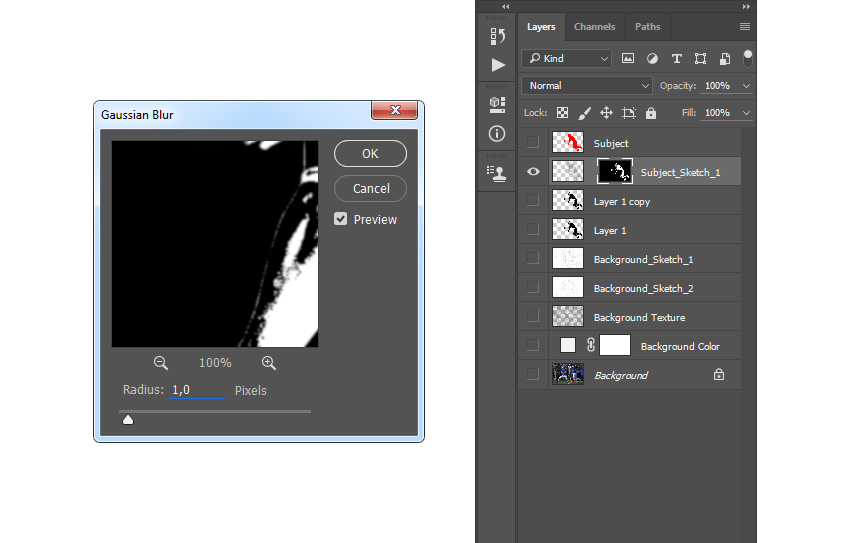 Gaussian Blur
OK
Cancel
Preview
100%
Radius: 1,0 Pixels
Layers Channels Paths
Kind
Normal Opacity: 100%
Lock: Fill: 100%
Subject
Subject_Sketch_1
Layer 1 copy
Layer 1
Background_Sketch_1
Background_Sketch_2
Background Texture
Background Color
Background